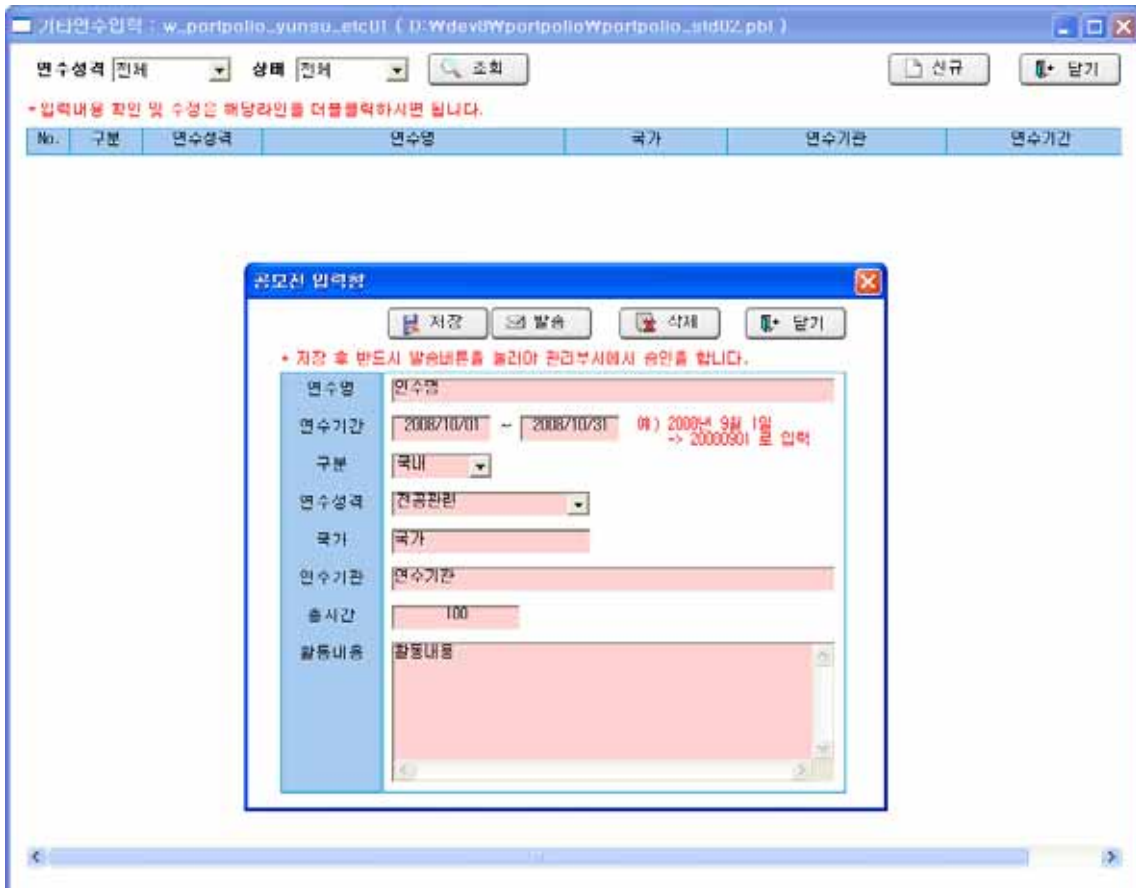 기타연수입력 : w_portpolio_yunsu_etc01 ( D:₩dev8₩portpolio₩portpolio_std02.pbl )
연수성격 전체 상태 전체 조회 신규 닫기
*입력내용 확인 및 수정은 해당라인을 더블클릭하시면 됩니다.
No. 구분 연수성격 연수명 국가 연수기관 연수기간
공모전 입력창
저장 발송 삭제 닫기
* 저장 후 반드시 발송버튼을 눌러야 관리부서에서 승인을 합니다.
연수명 연수명
연수기간 2008/10/01 ~ 2008/10/31 예) 2000년 9월 1일
-> 20000901 로 입력
구분 국내
연수성격 전공관련
국가 국가
연수기관 연수기관
총시간 100
활동내용 활동내용